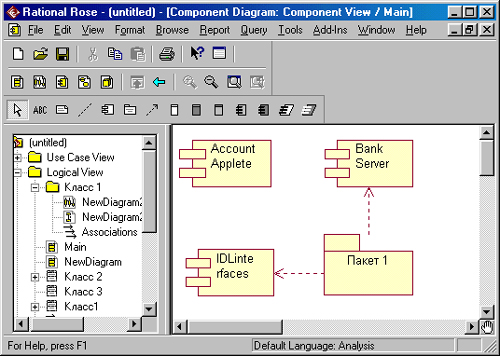 Rational Rose - (untitled) - [Component Diagram: Component View / Main]
File Edit View Format Browse Report Query Tools Add-Ins Window Help
ABC
(untitled)
Use Case View
Logical View
Класс 1
NewDiagram2
NewDiagram2
Associations
Main
NewDiagram
Класс 2
Класс 3
Класс1
Account
Applete
Bank
Server
IDLinte
rfaces
Пакет 1
For Help, press F1
Default Language: Analysis